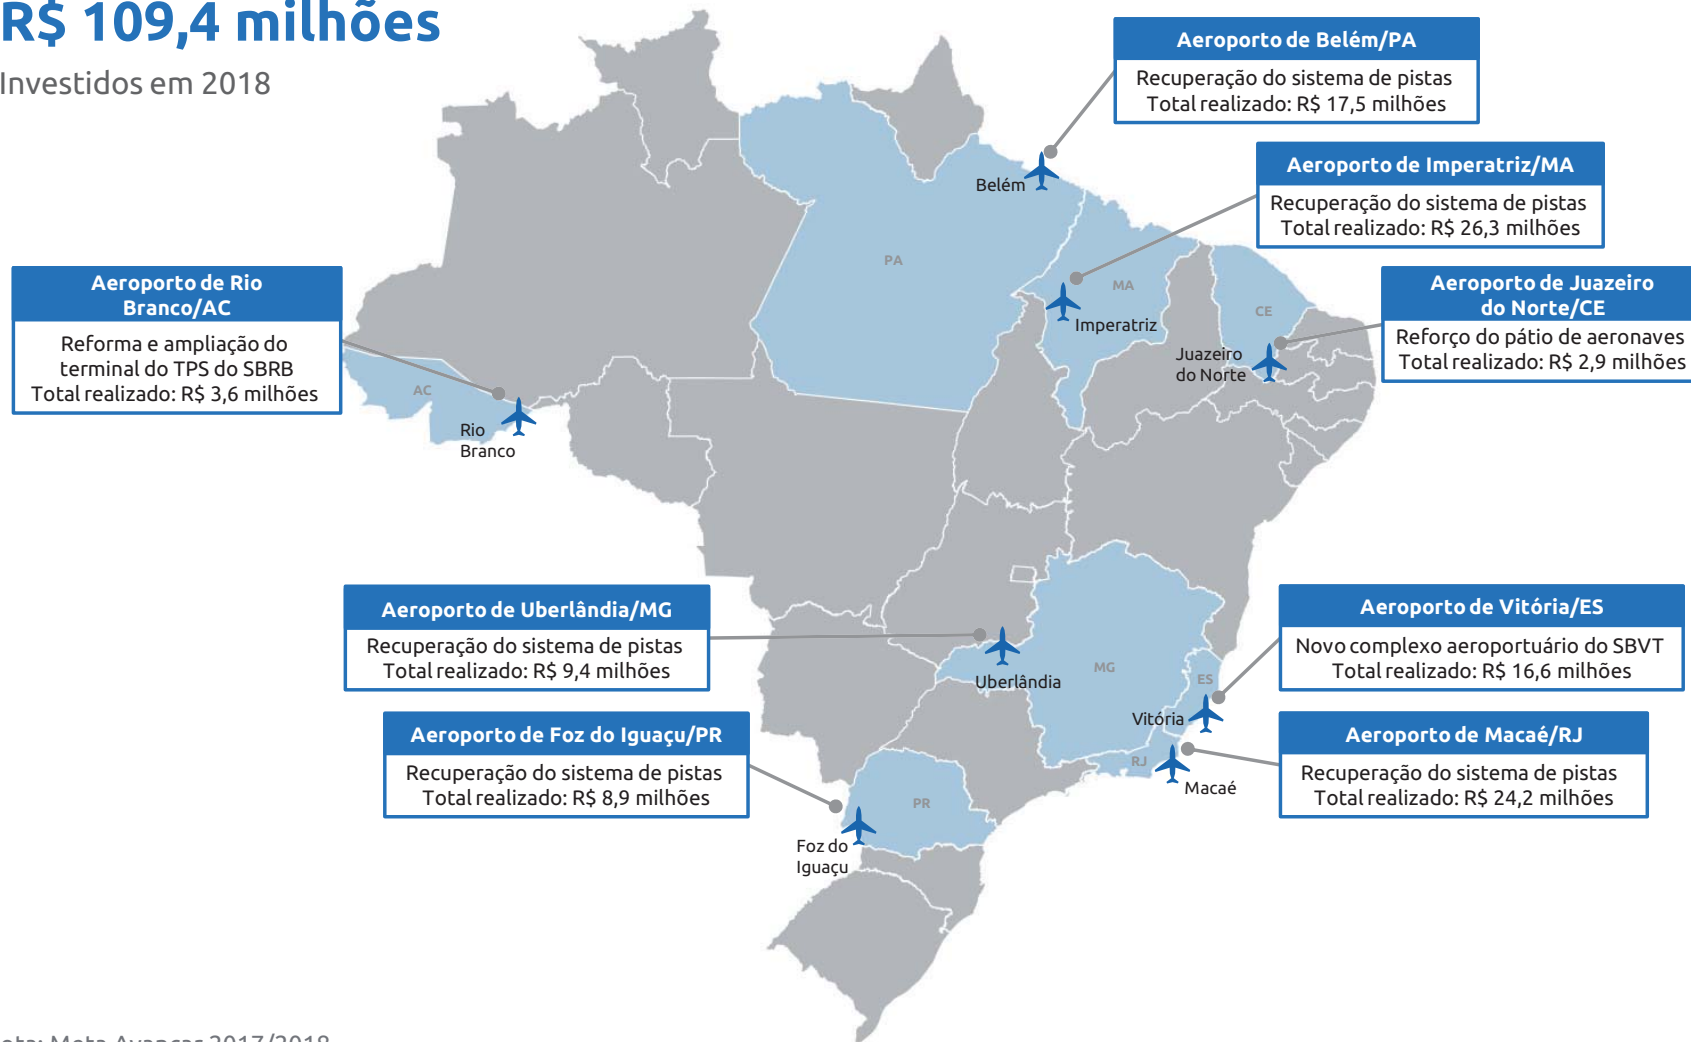 R$ 109,4 milhões
Investidos em 2018
Aeroporto de Belém/PA
Recuperação do sistema de pistas
Total realizado: R$ 17,5 milhões
Aeroporto de Imperatriz/MA
Recuperação do sistema de pistas
Total realizado: R$ 26,3 milhões
Aeroporto de Juazeiro
do Norte/CE
Reforço do pátio de aeronaves
Total realizado: R$ 2,9 milhões
Aeroporto de Rio
Branco/AC
Reforma e ampliação do
terminal do TPS do SBRB
Total realizado: R$ 3,6 milhões
Belém
PA
MA
Imperatriz
CE
Juazeiro
do Norte
AC
Rio
Branco
Aeroporto de Uberlândia/MG
Recuperação do sistema de pistas
Total realizado: R$ 9,4 milhões
Uberlândia
MG
ES
Vitória
Aeroporto de Vitória/ES
Novo complexo aeroportuário do SBVT
Total realizado: R$ 16,6 milhões
Aeroporto de Foz do Iguaçu/PR
Recuperação do sistema de pistas
Total realizado: R$ 8,9 milhões
Aeroporto de Macaé/RJ
Recuperação do sistema de pistas
Total realizado: R$ 24,2 milhões
RJ
Macaé
PR
Foz do
Iguaçu
Meta Avançar 2017/2018